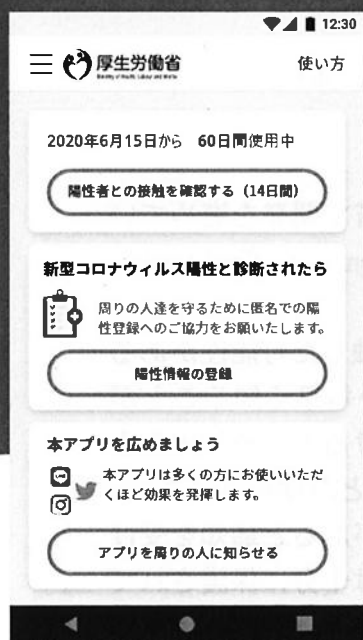 12:30
厚生労働省
Ministry of Health, Labour and Welfare
使い方
2020年6月15日から 60日間使用中
陽性者との接触を確認する（14日間）
新型コロナウィルス陽性と診断されたら
周りの人達を守るために匿名での陽
性登録へのご協力をお願いたします。
陽性情報の登録
本アプリを広めましょう
本アプリは多くの方にお使いいただ
くほど効果を発揮します。
アプリを周りの人に知らせる